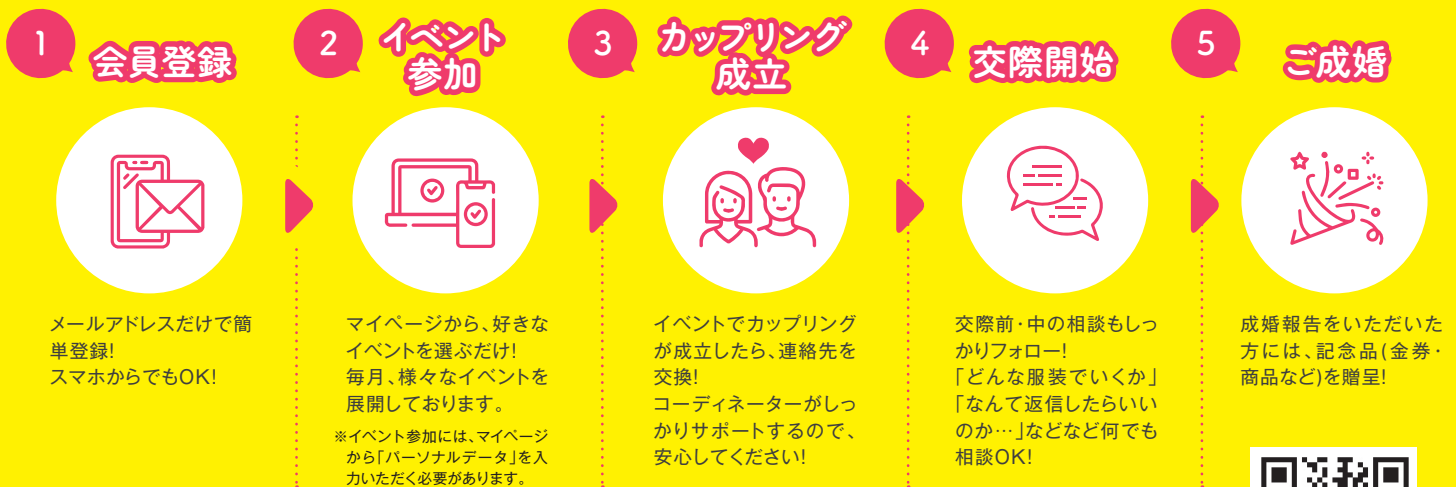 1
会員登録
メールアドレスだけで簡
単登録!
スマホからでもOK!
2
イベント
参加
マイページから、好きな
イベントを選ぶだけ!
毎月、様々なイベントを
展開しております。
※イベント参加には、マイページ
から「パーソナルデータ」を入
力いただく必要があります。
3
カップリング
成立
イベントでカップリング
が成立したら、連絡先を
交換!
コーディネーターがしっ
かりサポートするので、
安心してください!
4
交際開始
交際前・中の相談もしっ
かりフォロー!
「どんな服装でいくか」
「なんて返信したらいい
のか…」などなど何でも
相談OK!
5
ご成婚
成婚報告をいただいた
方には、記念品(金券・
商品など)を贈呈!